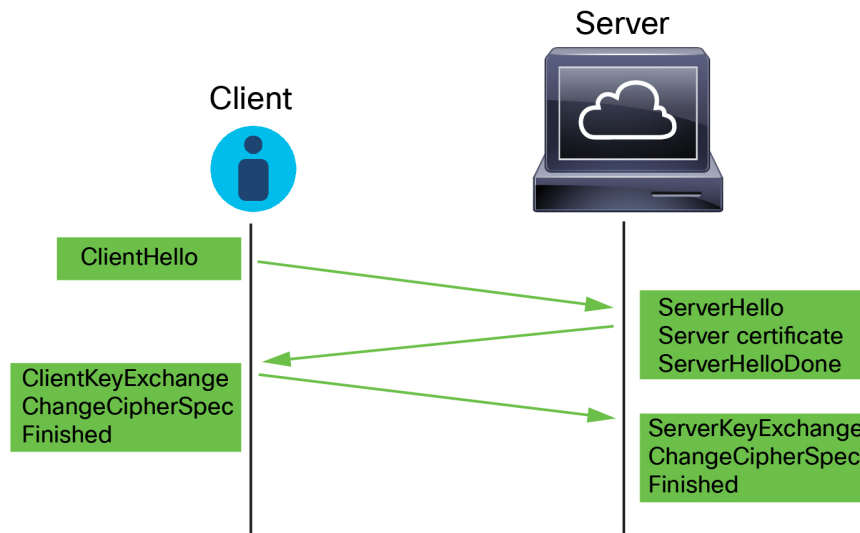 Server
Client
ClientHello
ServerHello
Server certificate
ServerHelloDone
ClientKeyExchange
ChangeCipherSpec
Finished
ServerKeyExchange
ChangeCipherSpec
Finished